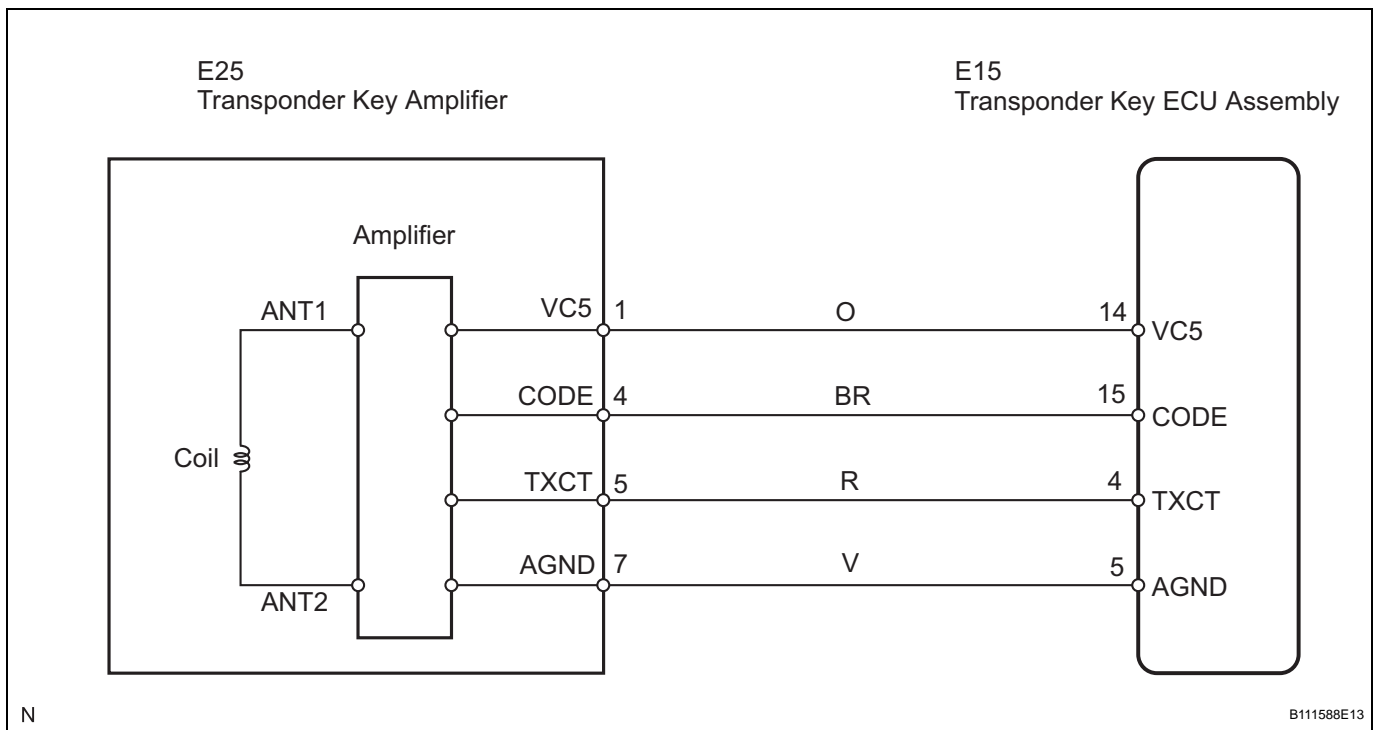 E25
Transponder Key Amplifier
E15
Transponder Key ECU Assembly
Amplifier
ANT1
VC5 1 O 14 VC5
CODE 4 BR 15 CODE
Coil
TXCT 5 R 4 TXCT
AGND 7 V 5 AGND
ANT2
N
B111588E13